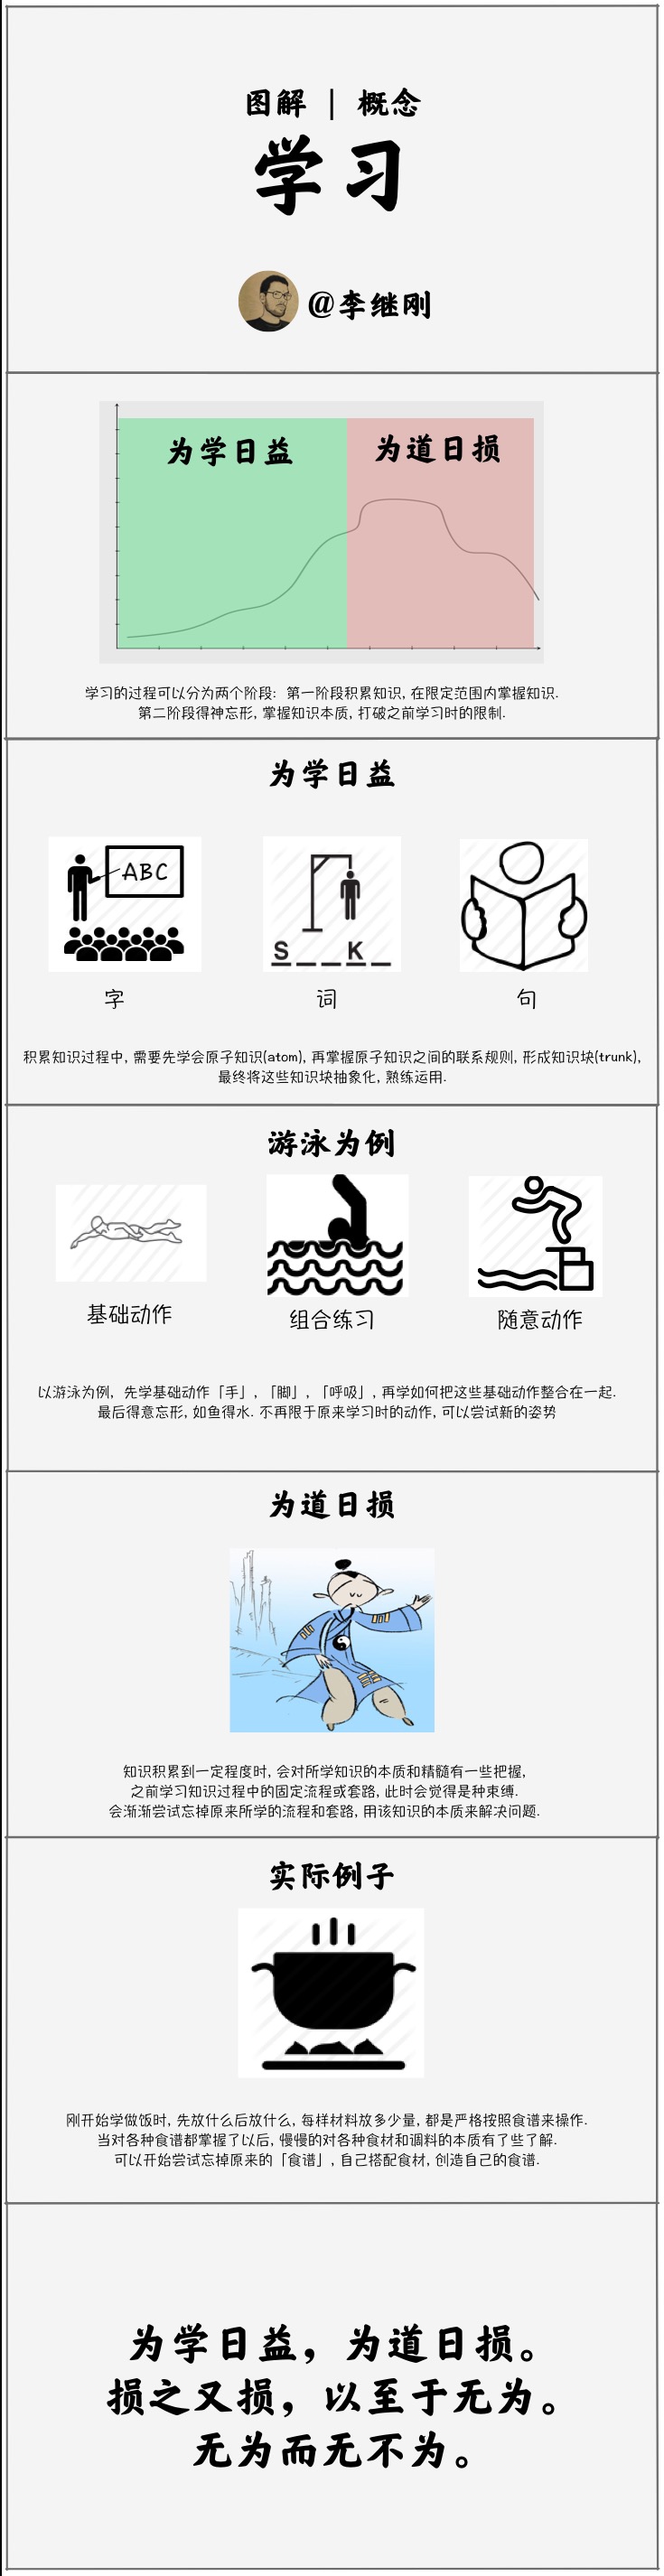 图解 | 概念
学习
@李继刚
为学日益
为道日损
学习的过程可以分为两个阶段: 第一阶段积累知识, 在限定范围内掌握知识.
第二阶段得神忘形, 掌握知识本质, 打破之前学习时的限制.
为学日益
ABC
S _ _ K _
字
词
句
积累知识过程中, 需要先学会原子知识(atom), 再掌握原子知识之间的联系规则, 形成知识块(trunk),
最终将这些知识块抽象化, 熟练运用.
游泳为例
基础动作
组合练习
随意动作
以游泳为例, 先学基础动作「手」, 「脚」, 「呼吸」, 再学如何把这些基础动作整合在一起.
最后得意忘形, 如鱼得水. 不再限于原来学习时的动作, 可以尝试新的姿势
为道日损
知识积累到一定程度时, 会对所学知识的本质和精髓有一些把握,
之前学习知识过程中的固定流程或套路, 此时会觉得是种束缚.
会渐渐尝试忘掉原来所学的流程和套路, 用该知识的本质来解决问题.
实际例子
刚开始学做饭时, 先放什么后放什么, 每样材料放多少量, 都是严格按照食谱来操作.
当对各种食谱都掌握了以后, 慢慢的对各种食材和调料的本质有了些了解.
可以开始尝试忘掉原来的「食谱」, 自己搭配食材, 创造自己的食谱.
为学日益，为道日损。
损之又损，以至于无为。
无为而无不为。